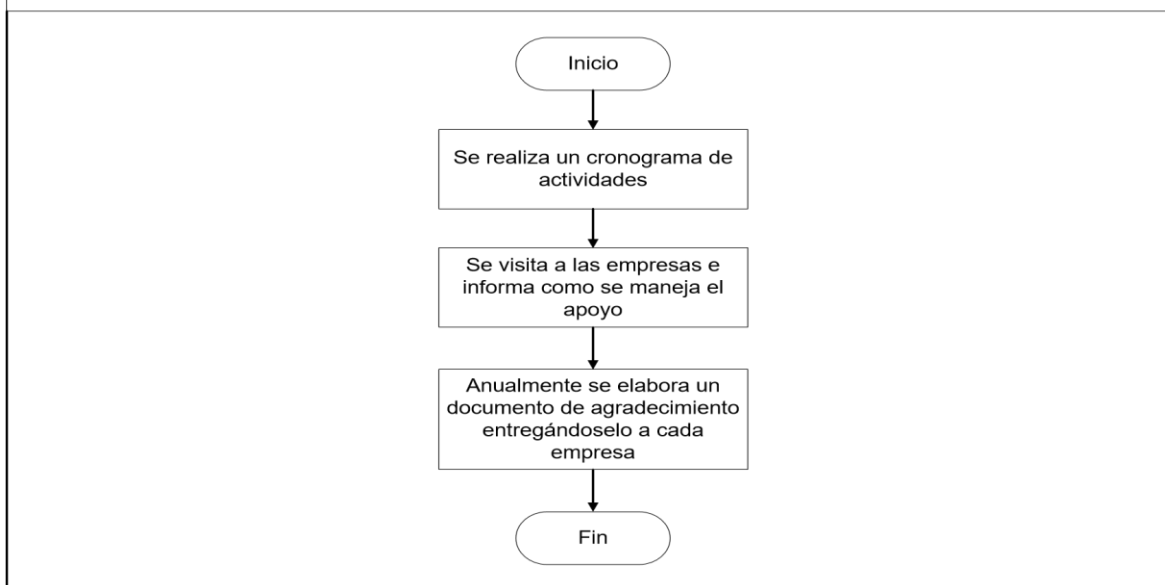 Inicio
Se realiza un cronograma de
actividades
Se visita a las empresas e
informa como se maneja el
apoyo
Anualmente se elabora un
documento de agradecimiento
entregándoselo a cada
empresa
Fin